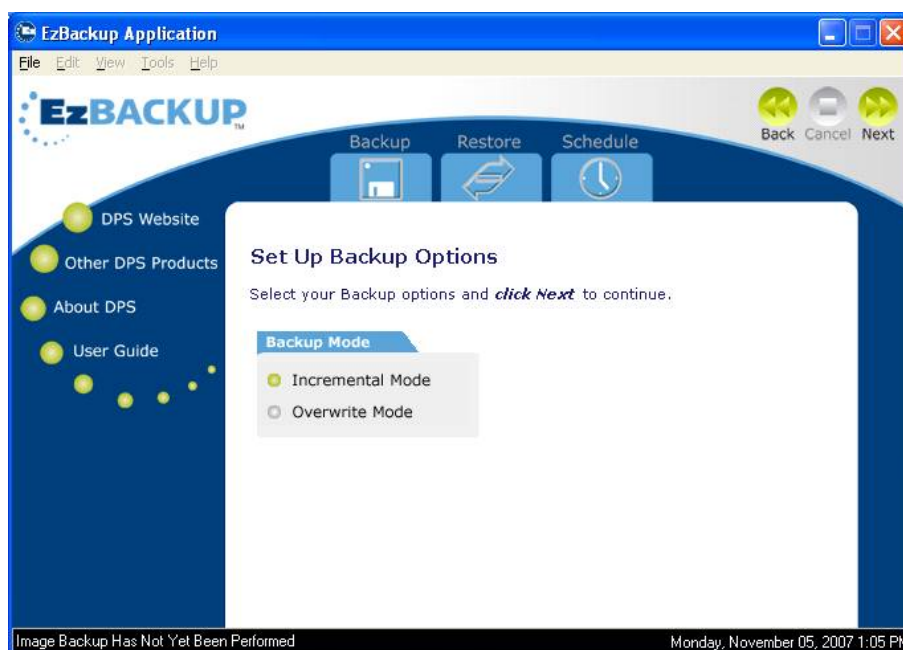 EzBackup Application
File Edit View Tools Help
EzBACKUP TM
Back Cancel Next
Backup Restore Schedule
DPS Website
Other DPS Products
About DPS
User Guide
Set Up Backup Options
Select your Backup options and click Next to continue.
Backup Mode
Incremental Mode
Overwrite Mode
Image Backup Has Not Yet Been Performed
Monday, November 05, 2007 1:05 PM